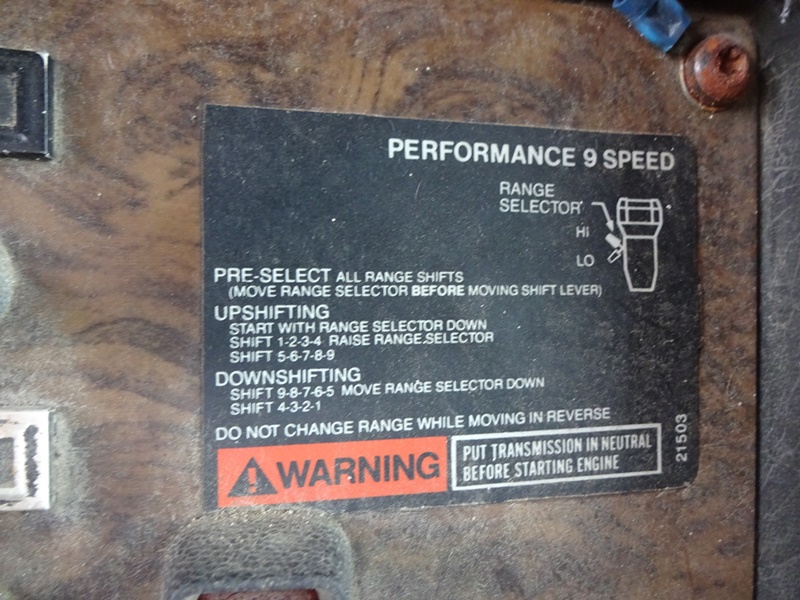 PERFORMANCE 9 SPEED
RANGE
SELECTOR
HI
LO
PRE-SELECT ALL RANGE SHIFTS
(MOVE RANGE SELECTOR BEFORE MOVING SHIFT LEVER)
UPSHIFTING
START WITH RANGE SELECTOR DOWN
SHIFT 1-2-3-4 RAISE RANGE SELECTOR
SHIFT 5-6-7-8-9
DOWNSHIFTING
SHIFT 9-8-7-6-5 MOVE RANGE SELECTOR DOWN
SHIFT 4-3-2-1
DO NOT CHANGE RANGE WHILE MOVING IN REVERSE
WARNING
PUT TRANSMISSION IN NEUTRAL
BEFORE STARTING ENGINE
21503